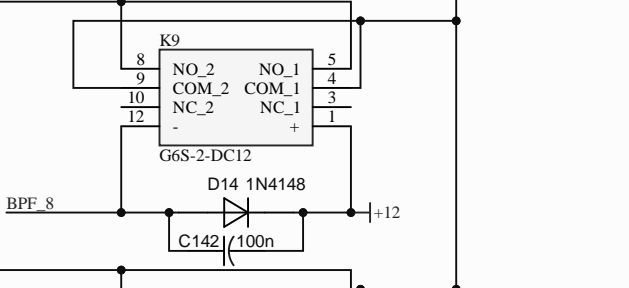 K9
8 NO_2 NO_1 5
9 COM_2 COM_1 4
10 NC_2 NC_1 3
12 - + 1
G6S-2-DC12
D14 1N4148
BPF_8 +12
C142 100n